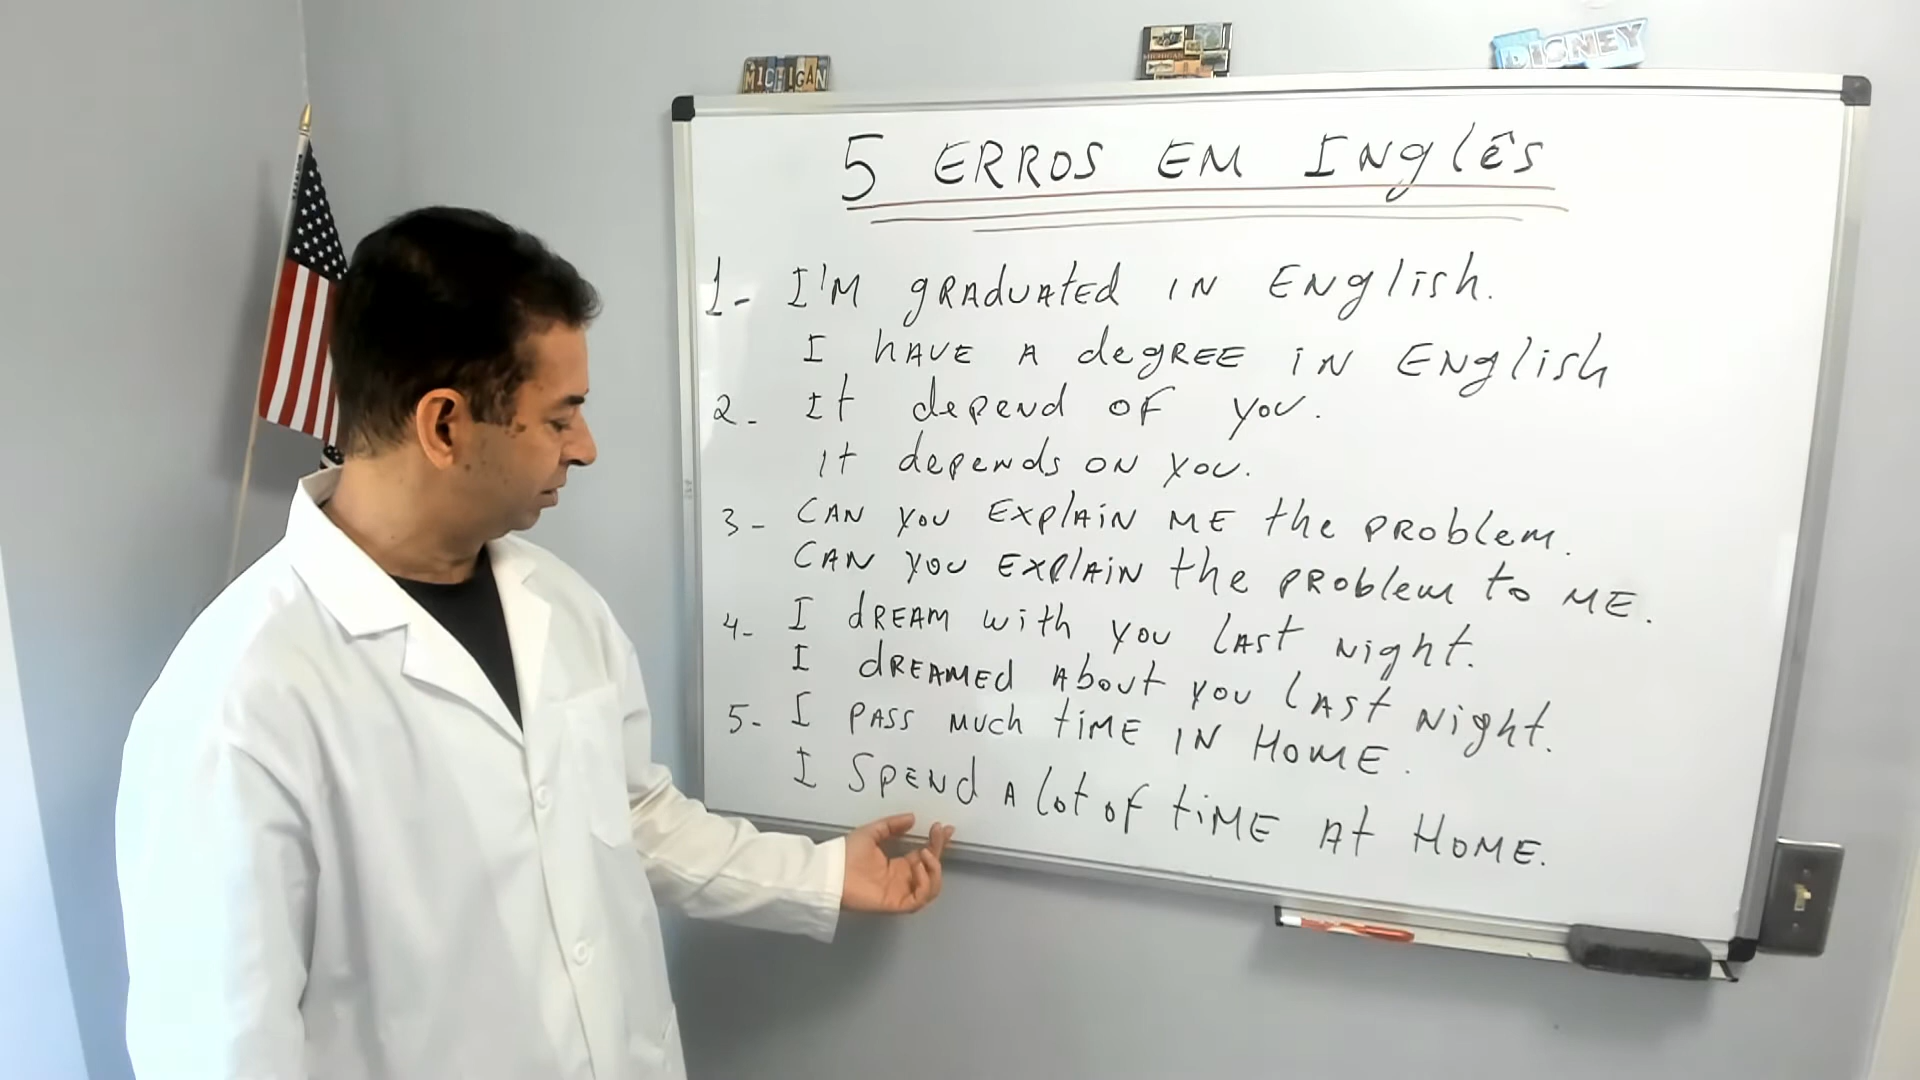 MICHIGAN
DISNEY
5 ERROS EM INGlÊS
1- I'M gRAduAtEd IN ENglish.
I hAVE A degREE iN ENglish
2- It depend OF you.
It depends ON you.
3- CAN you EXplAiN ME the PROblem.
CAN you EXplAiN the PROblem to ME.
4- I dREAM with you LAst Night.
I dREAMEd About you LAst Night.
5- I PASS Much tiME IN HOME.
I SpENd A lot of tiME At HOME.